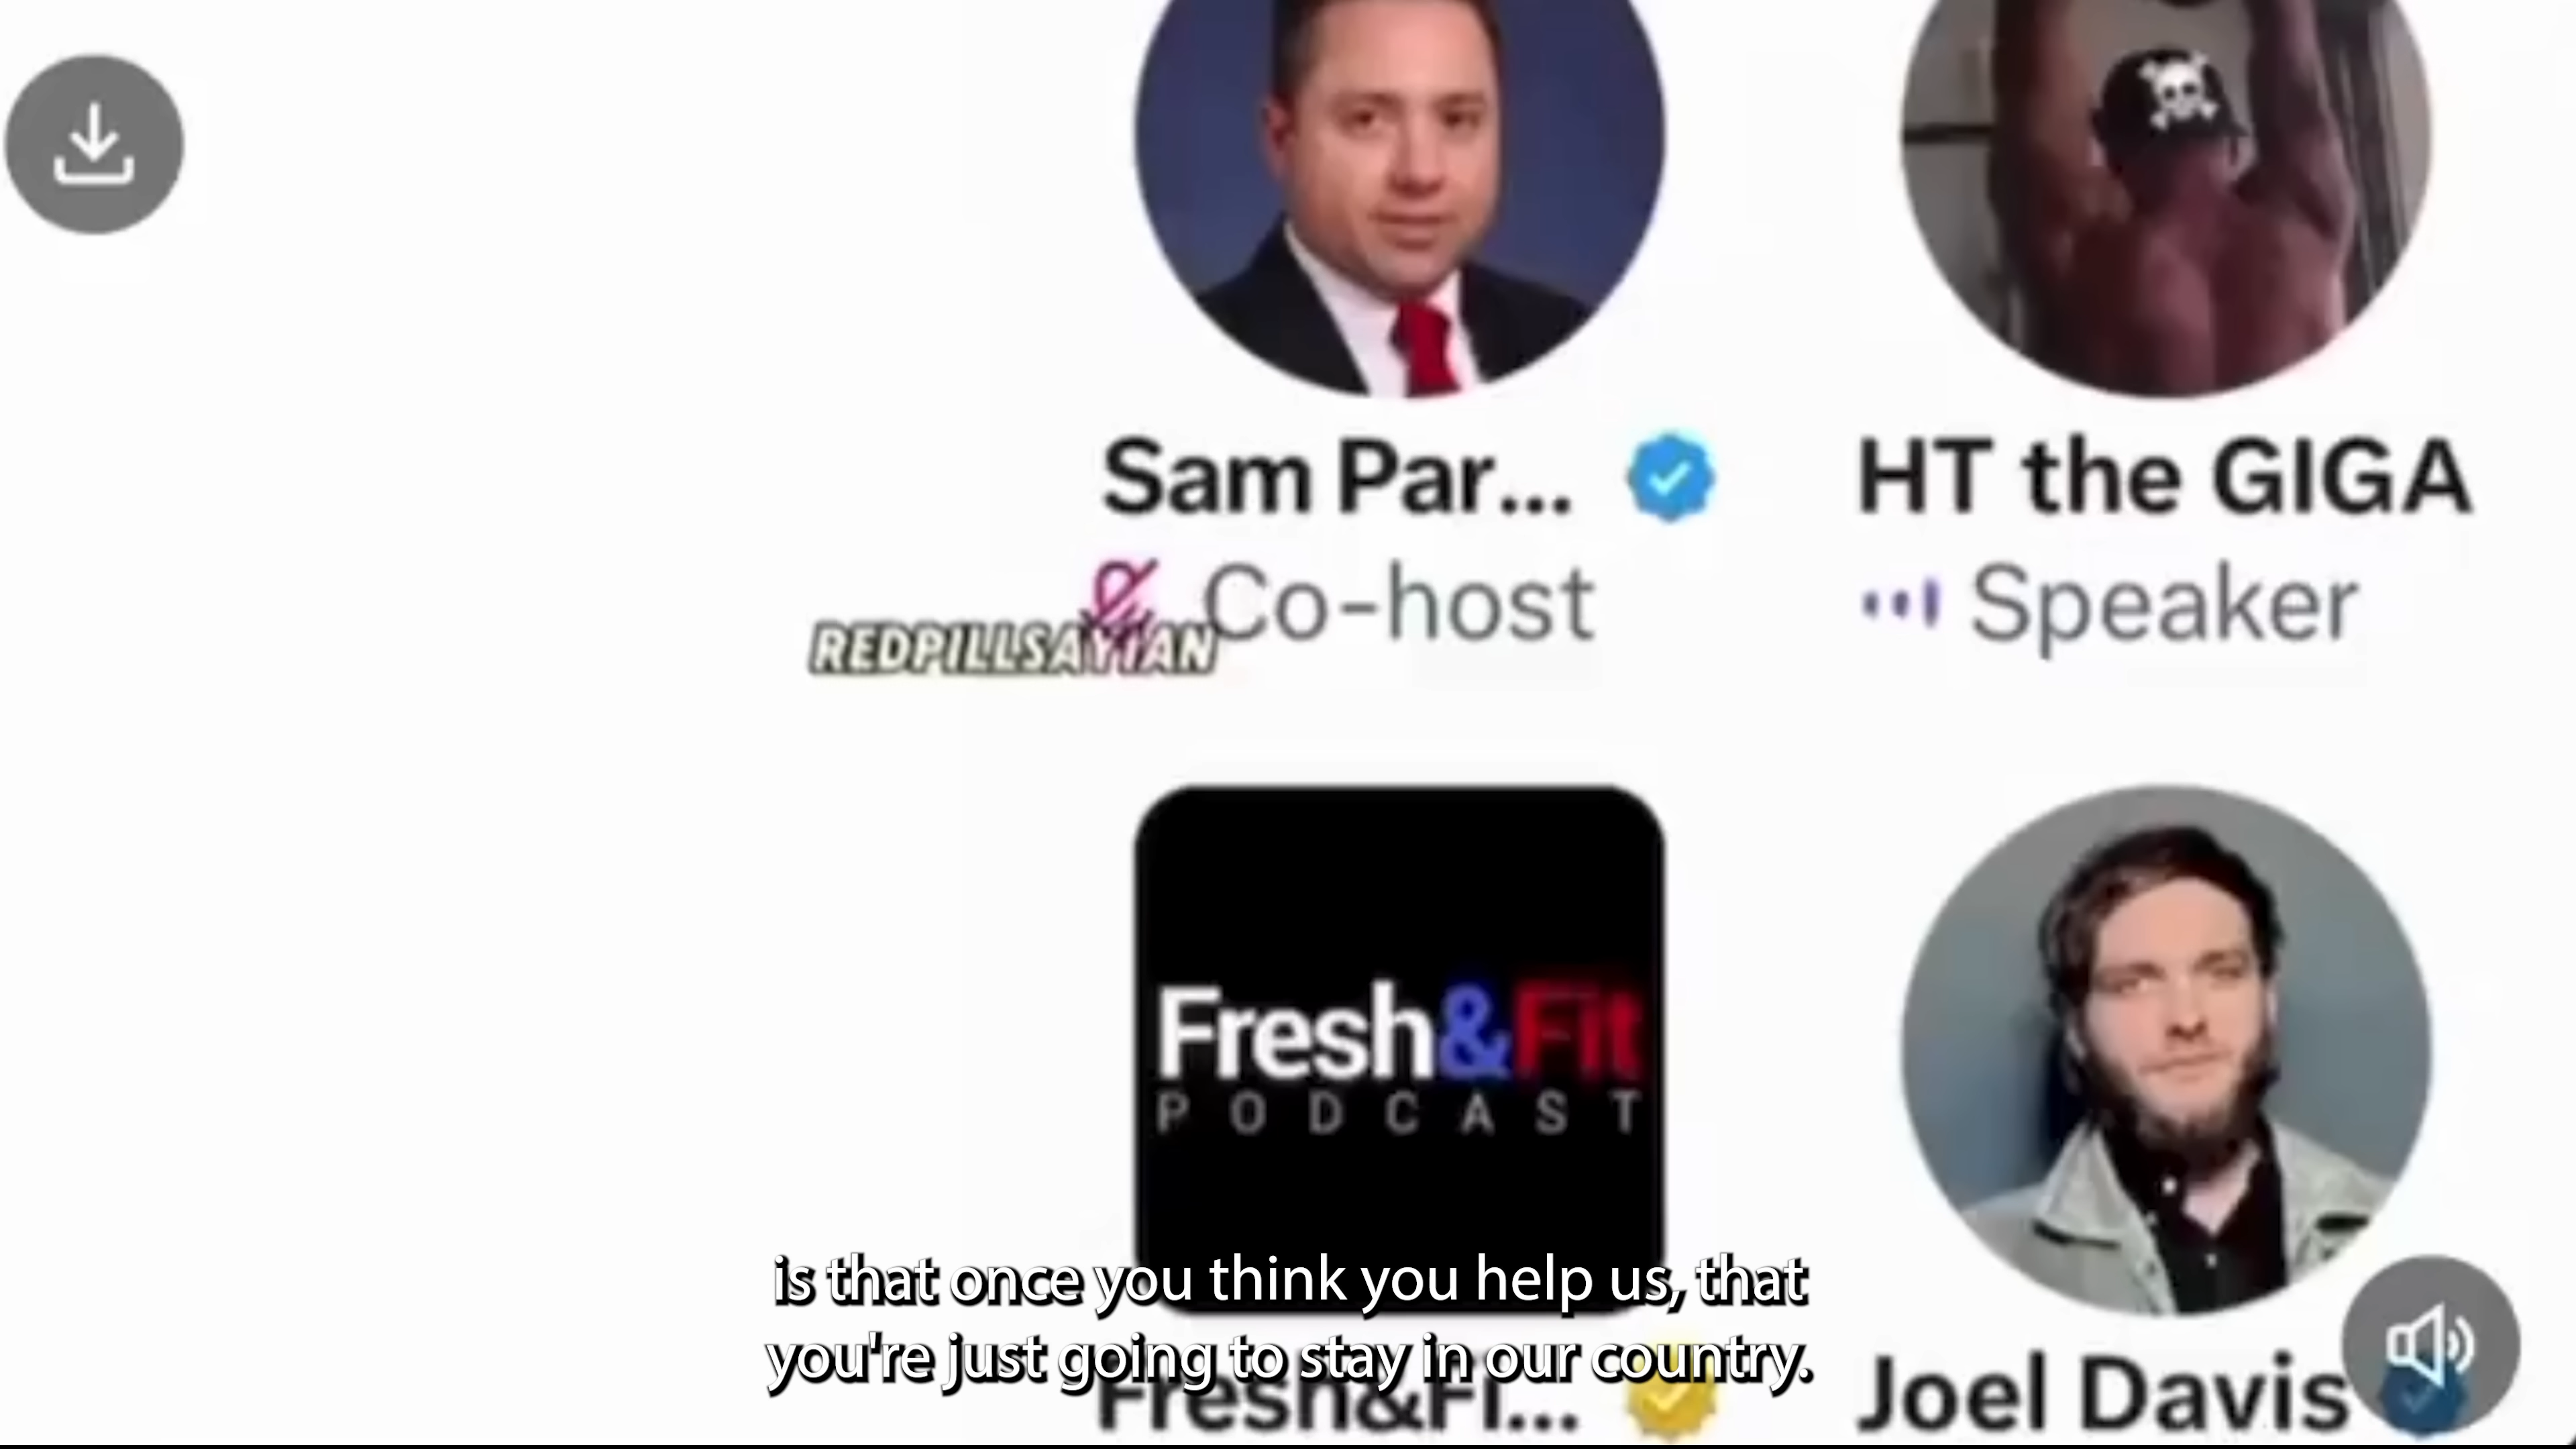 Sam Par...
HT the GIGA
Co-host
Speaker
REDPILLSAYIAN
Fresh&Fit
PODCAST
is that once you think you help us, that
you're just going to stay in our country.
Fresh&Fi...
Joel Davis